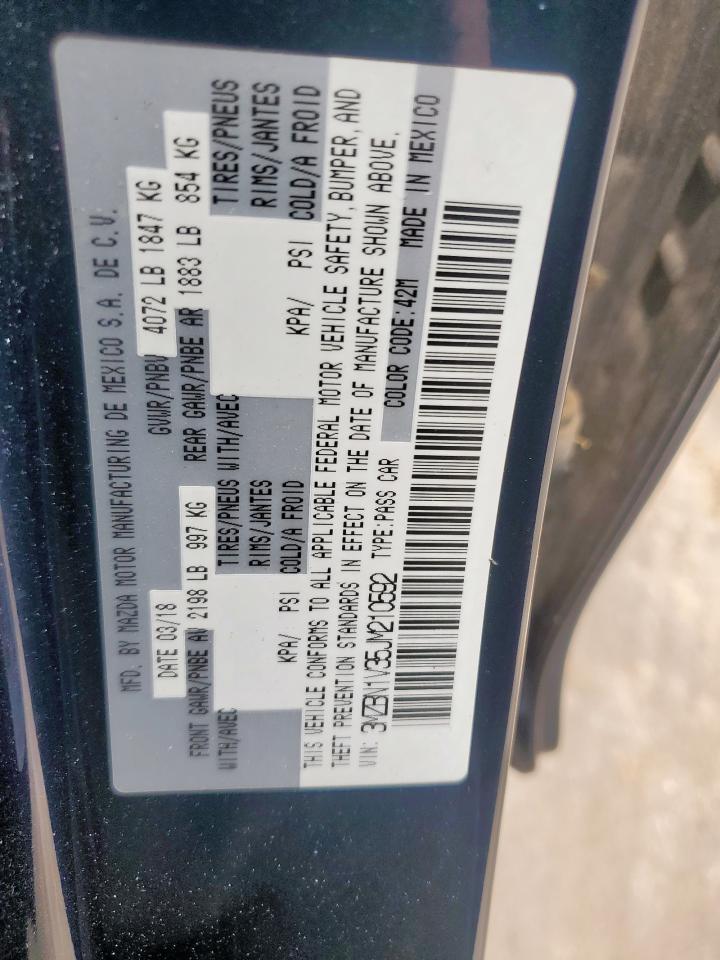 MFD. BY MAZDA MOTOR MANUFACTURING DE MEXICO S.A. DE C.V.
DATE 03/18 GVWR/PNBV 4072 LB 1847 KG
FRONT GAWR/PNBE AV 2198 LB 997 KG REAR GAWR/PNBE AR 1883 LB 854 KG
WITH/AVEC TIRES/PNEUS WITH/AVEC TIRES/PNEUS
RIMS/JANTES RIMS/JANTES
KPA/ PSI COLD/A FROID KPA/ PSI COLD/A FROID
THIS VEHICLE CONFORMS TO ALL APPLICABLE FEDERAL MOTOR VEHICLE SAFETY, BUMPER, AND
THEFT PREVENTION STANDARDS IN EFFECT ON THE DATE OF MANUFACTURE SHOWN ABOVE.
VIN: 3MZBN1V35JM210592 TYPE:PASS CAR COLOR CODE:42M MADE IN MEXICO